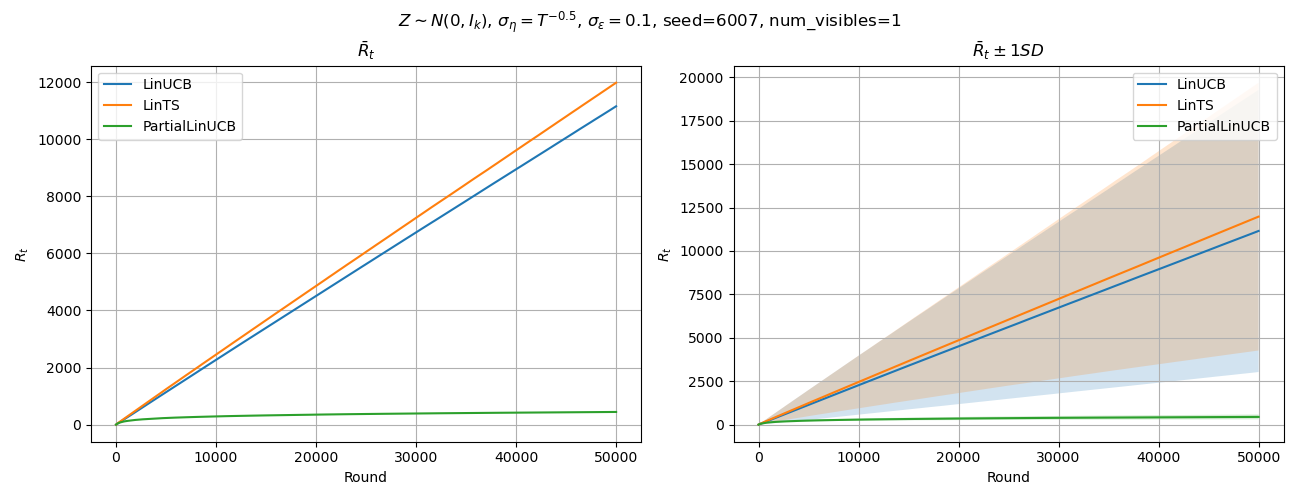 Z ∼ N(0, I_k), σ_η = T^{−0.5}, σ_ε = 0.1, seed=6007, num_visibles=1
R̄_t
12000
10000
8000
6000
4000
2000
0
R_t
LinUCB
LinTS
PartialLinUCB
0 10000 20000 30000 40000 50000
Round
R̄_t ± 1SD
20000
17500
15000
12500
10000
7500
5000
2500
0
R_t
LinUCB
LinTS
PartialLinUCB
0 10000 20000 30000 40000 50000
Round